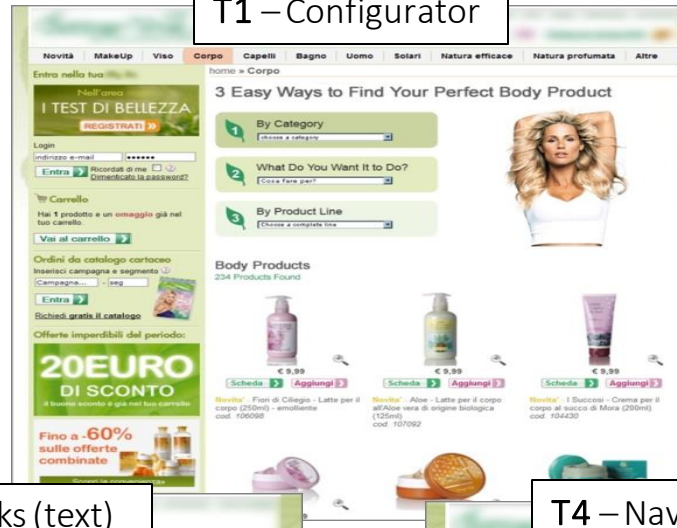 T1 – Configurator
Novità MakeUp Viso Corpo Capelli Bagno Uomo Solari Natura efficace Natura profumata Altre
Entra nella tua
home » Corpo
Nell'area
I TEST DI BELLEZZA
REGISTRATI
Login
indirizzo e-mail ••••••
Entra Ricordati di me
Dimenticato la password?
Carrello
Hai 1 prodotto e un omaggio già nel
tuo carrello.
Vai al carrello
Ordini da catalogo cartaceo
Inserisci campagna e segmento
Campagna... - seg
Entra
Richiedi gratis il catalogo
Offerte imperdibili del periodo:
20EURO
DI SCONTO
il buono sconto è già nel tuo carrello
Fino a -60%
sulle offerte
combinate
Scopri la convenienza
3 Easy Ways to Find Your Perfect Body Product
1 By Category
choose a category
2 What Do You Want It to Do?
Cosa fare per?
3 By Product Line
Choose a complete line
Body Products
234 Products Found
€ 9,99 € 9,99 € 9,99
Scheda Aggiungi Scheda Aggiungi Scheda Aggiungi
Novita' - Fiori di Ciliegio - Latte per il
corpo (250ml) - emolliente
cod. 106098
Novita' - Aloe - Latte per il corpo
all'Aloe vera di origine biologica
(125ml)
cod. 107092
Novita' - I Succosi - Crema per il
corpo al succo di Mora (200ml)
cod. 104430
ks (text)
T4 – Nav